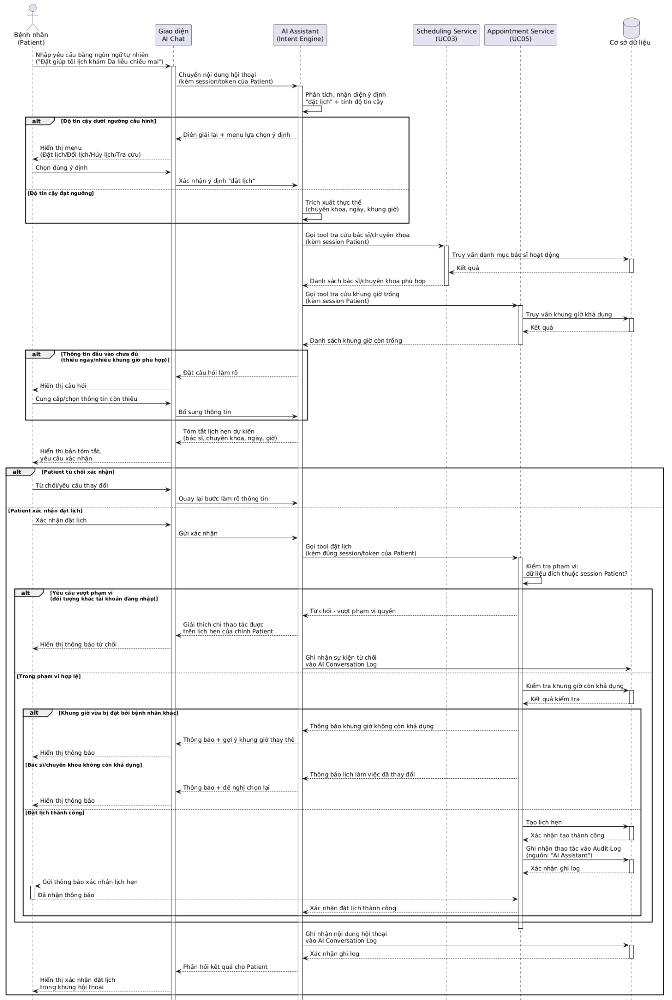 Bệnh nhân
(Patient)
Giao diện
AI Chat
AI Assistant
(Intent Engine)
Scheduling Service
(UC03)
Appointment Service
(UC05)
Cơ sở dữ liệu
Nhập yêu cầu bằng ngôn ngữ tự nhiên
("Đặt giúp tôi lịch khám Da liễu chiều mai")
Chuyển nội dung hội thoại
(kèm session/token của Patient)
Phân tích, nhận diện ý định
"đặt lịch" + tính độ tin cậy
alt
[Độ tin cậy dưới ngưỡng cấu hình]
Diễn giải lại + menu lựa chọn ý định
Hiển thị menu
(Đặt lịch/Đổi lịch/Hủy lịch/Tra cứu)
Chọn đúng ý định
Xác nhận ý định "đặt lịch"
[Độ tin cậy đạt ngưỡng]
Trích xuất thực thể
(chuyên khoa, ngày, khung giờ)
Gọi tool tra cứu bác sĩ/chuyên khoa
(kèm session Patient)
Truy vấn danh mục bác sĩ hoạt động
Kết quả
Danh sách bác sĩ/chuyên khoa phù hợp
Gọi tool tra cứu khung giờ trống
(kèm session Patient)
Truy vấn khung giờ khả dụng
Kết quả
Danh sách khung giờ còn trống
alt
[Thông tin đầu vào chưa đủ
(thiếu ngày/nhiều khung giờ phù hợp)]
Đặt câu hỏi làm rõ
Hiển thị câu hỏi
Cung cấp/chọn thông tin còn thiếu
Bổ sung thông tin
Tóm tắt lịch hẹn dự kiến
(bác sĩ, chuyên khoa, ngày, giờ)
Hiển thị bản tóm tắt,
yêu cầu xác nhận
alt
[Patient từ chối xác nhận]
Từ chối/yêu cầu thay đổi
Quay lại bước làm rõ thông tin
[Patient xác nhận đặt lịch]
Xác nhận đặt lịch
Gửi xác nhận
Gọi tool đặt lịch
(kèm đúng session/token của Patient)
Kiểm tra phạm vi:
dữ liệu đích thuộc session Patient?
alt
[Yêu cầu vượt phạm vi
(đối tượng khác tài khoản đăng nhập)]
Từ chối - vượt phạm vi quyền
Giải thích chỉ thao tác được
trên lịch hẹn của chính Patient
Hiển thị thông báo từ chối
Ghi nhận sự kiện từ chối
vào AI Conversation Log
[Trong phạm vi hợp lệ]
Kiểm tra khung giờ còn khả dụng
Kết quả kiểm tra
alt
[Khung giờ vừa bị đặt bởi bệnh nhân khác]
Thông báo khung giờ không còn khả dụng
Thông báo + gợi ý khung giờ thay thế
Hiển thị thông báo
[Bác sĩ/chuyên khoa không còn khả dụng]
Thông báo lịch làm việc đã thay đổi
Thông báo + đề nghị chọn lại
Hiển thị thông báo
[Đặt lịch thành công]
Tạo lịch hẹn
Xác nhận tạo thành công
Ghi nhận thao tác vào Audit Log
(nguồn: "AI Assistant")
Xác nhận ghi log
Gửi thông báo xác nhận lịch hẹn
Đã nhận thông báo
Xác nhận đặt lịch thành công
Ghi nhận nội dung hội thoại
vào AI Conversation Log
Xác nhận ghi log
Phản hồi kết quả cho Patient
Hiển thị xác nhận đặt lịch
trong khung hội thoại